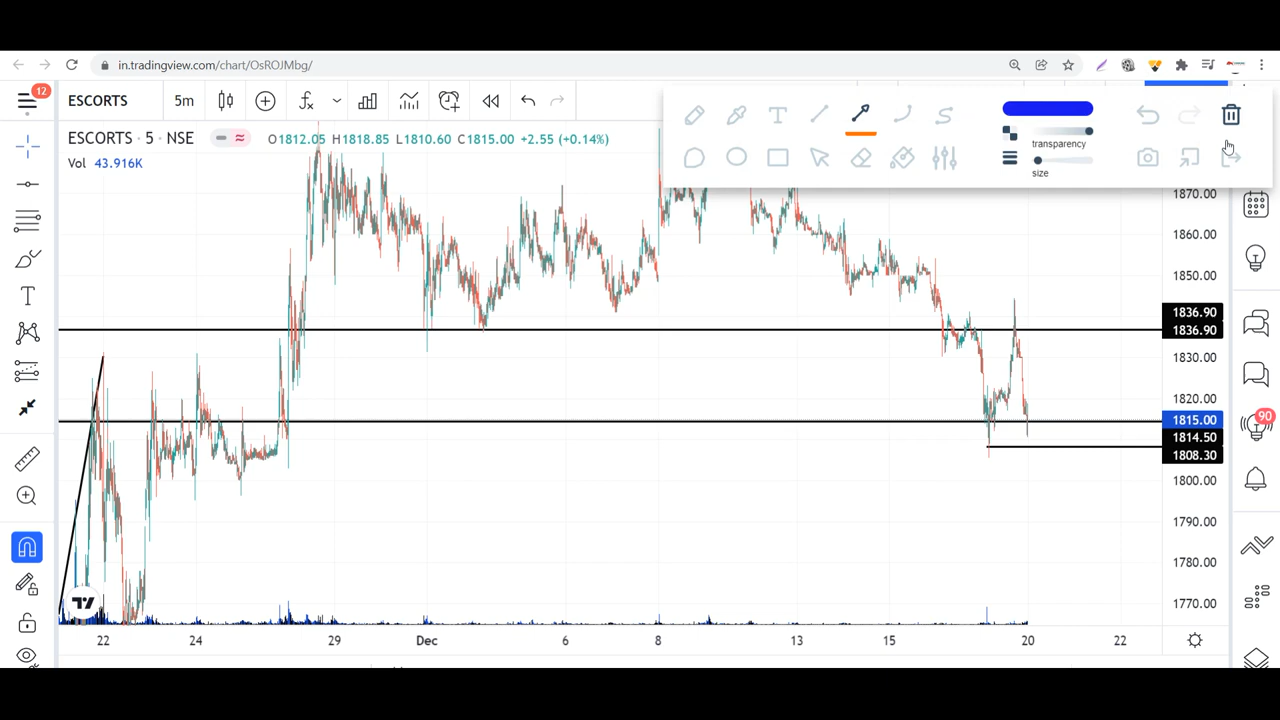 in.tradingview.com/chart/OsROJMbg/
12
ESCORTS 5m
T
transparency
size
ESCORTS · 5 · NSE O1812.05 H1818.85 L1810.60 C1815.00 +2.55 (+0.14%)
Vol 43.916K
1870.00
1860.00
1850.00
1836.90
1836.90
1830.00
1820.00
1815.00
90
1814.50
1808.30
1800.00
1790.00
1780.00
1770.00
22 24 29 Dec 6 8 13 15 20 22